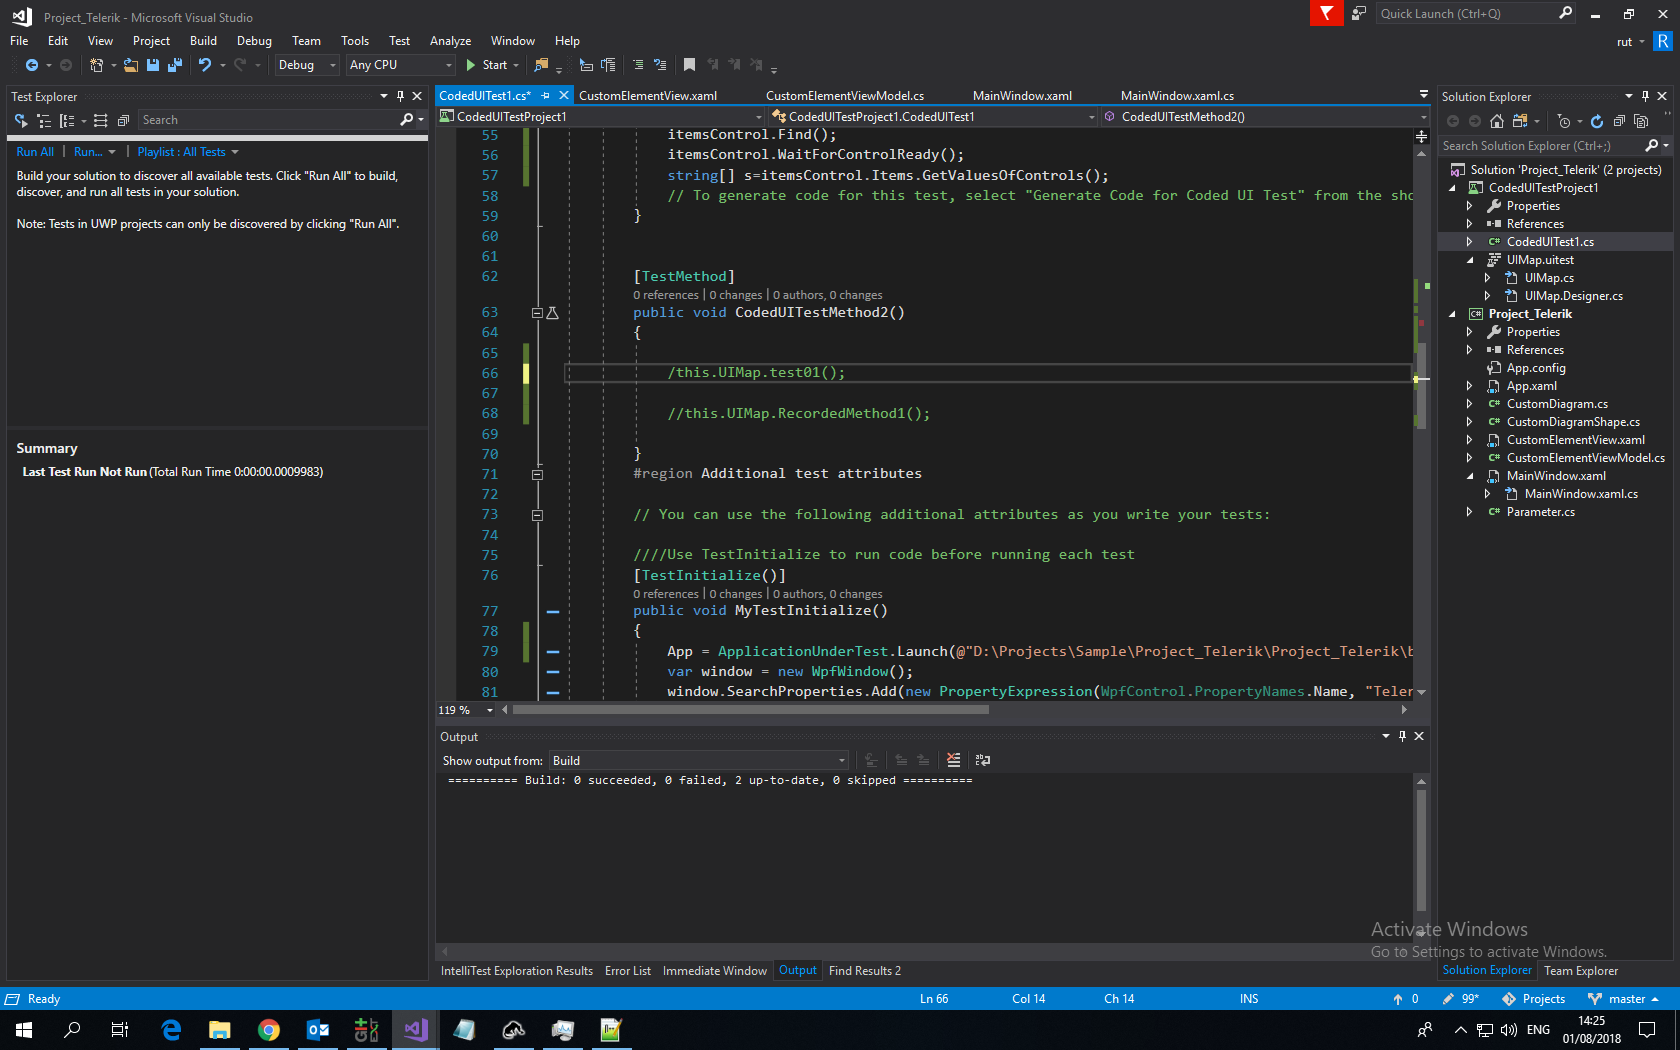 Project_Telerik - Microsoft Visual Studio
Quick Launch (Ctrl+Q)
File Edit View Project Build Debug Team Tools Test Analyze Window Help
rut R
Debug Any CPU Start
Test Explorer
Search
Run All | Run... | Playlist : All Tests
Build your solution to discover all available tests. Click "Run All" to build,
discover, and run all tests in your solution.
Note: Tests in UWP projects can only be discovered by clicking "Run All".
Summary
Last Test Run Not Run (Total Run Time 0:00:00.0009983)
CodedUITest1.cs* CustomElementView.xaml CustomElementViewModel.cs MainWindow.xaml MainWindow.xaml.cs
CodedUITestProject1 CodedUITestProject1.CodedUITest1 CodedUITestMethod2()
55 itemsControl.Find();
56 itemsControl.WaitForControlReady();
57 string[] s=itemsControl.Items.GetValuesOfControls();
58 // To generate code for this test, select "Generate Code for Coded UI Test" from the sho
59 }
60
61
62 [TestMethod]
0 references | 0 changes | 0 authors, 0 changes
63 public void CodedUITestMethod2()
64 {
65
66 /this.UIMap.test01();
67
68 //this.UIMap.RecordedMethod1();
69
70 }
71 #region Additional test attributes
72
73 // You can use the following additional attributes as you write your tests:
74
75 ////Use TestInitialize to run code before running each test
76 [TestInitialize()]
0 references | 0 changes | 0 authors, 0 changes
77 public void MyTestInitialize()
78 {
79 App = ApplicationUnderTest.Launch(@"D:\Projects\Sample\Project_Telerik\Project_Telerik\b
80 var window = new WpfWindow();
81 window.SearchProperties.Add(new PropertyExpression(WpfControl.PropertyNames.Name, "Teler
119 %
Output
Show output from: Build
========== Build: 0 succeeded, 0 failed, 2 up-to-date, 0 skipped ==========
IntelliTest Exploration Results Error List Immediate Window Output Find Results 2
Solution Explorer
Search Solution Explorer (Ctrl+;)
Solution 'Project_Telerik' (2 projects)
CodedUITestProject1
Properties
References
C# CodedUITest1.cs
UIMap.uitest
UIMap.cs
UIMap.Designer.cs
C# Project_Telerik
Properties
References
App.config
App.xaml
C# CustomDiagram.cs
C# CustomDiagramShape.cs
CustomElementView.xaml
C# CustomElementViewModel.cs
MainWindow.xaml
MainWindow.xaml.cs
C# Parameter.cs
Activate Windows
Go to Settings to activate Windows.
Solution Explorer Team Explorer
Ready Ln 66 Col 14 Ch 14 INS 0 99* Projects master
ENG 14:25
01/08/2018